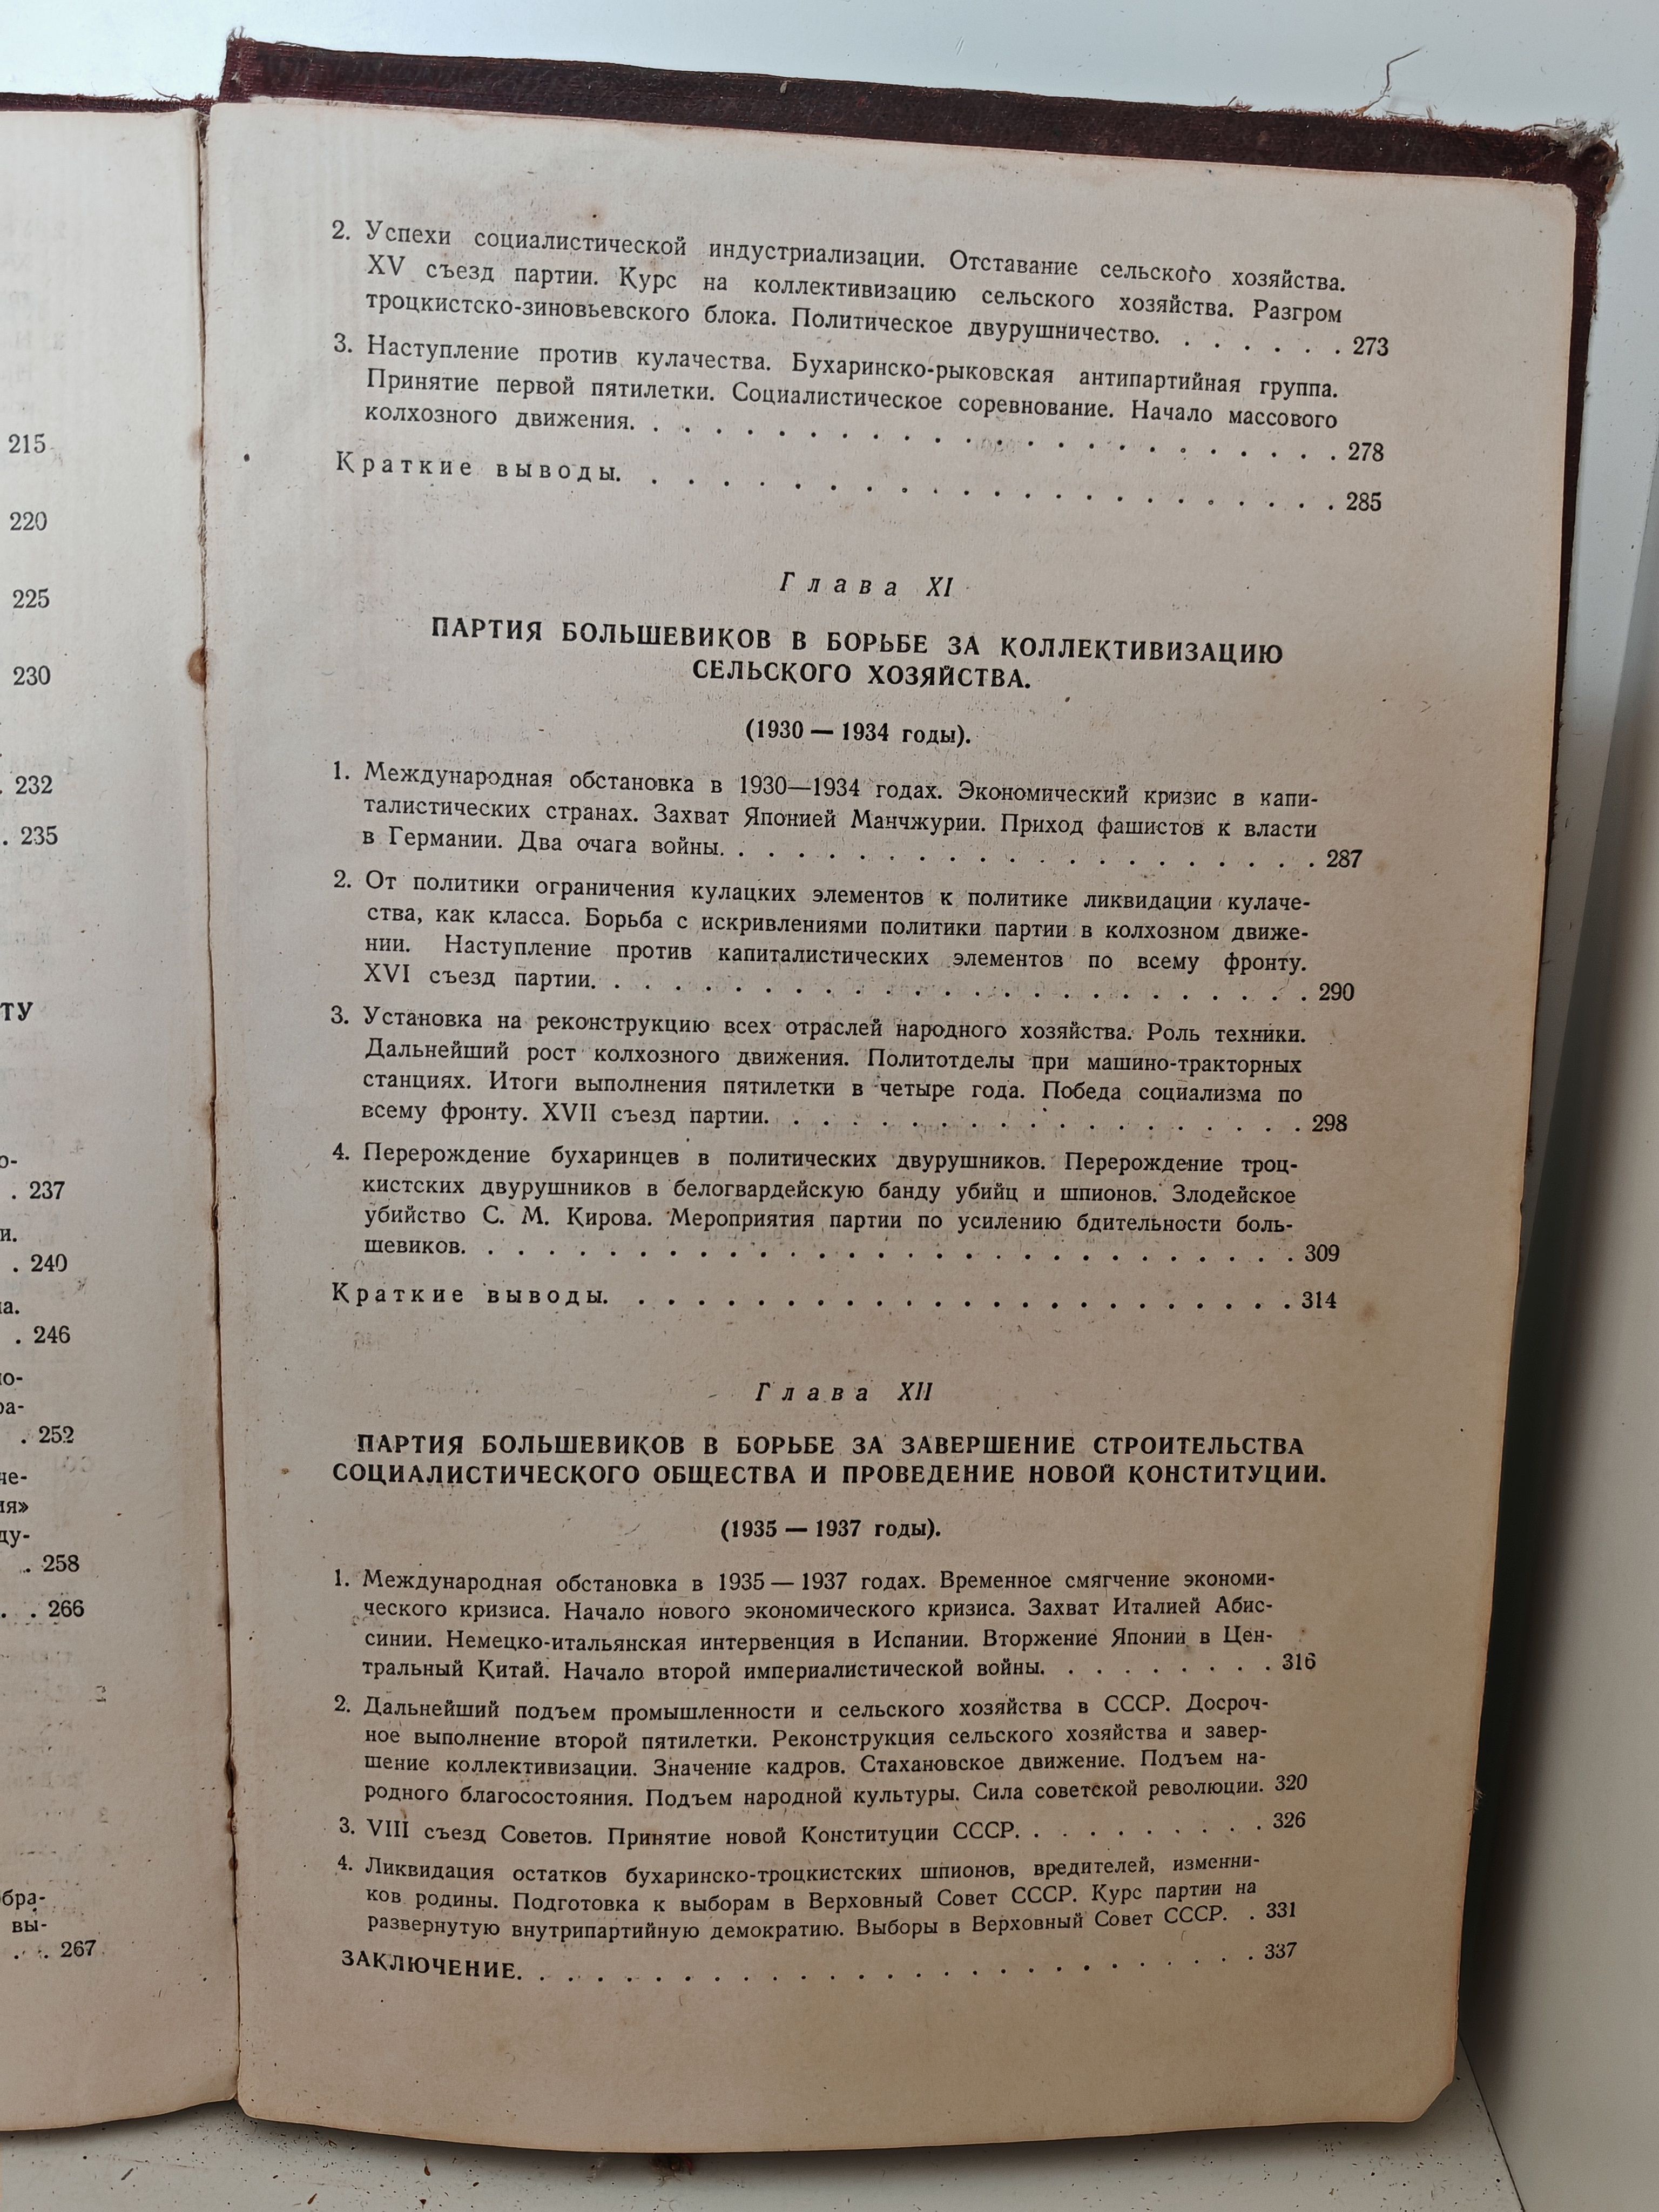 215
220
225
230
. 232
. 235
ТУ
о-
. 237
и.
. 240
а.
. 246
о-
ра-
. 252
не-
ия»
ду-
. 258
. . 266
обра-
вы-
. . . 267
2. Успехи социалистической индустриализации. Отставание сельского хозяйства.
XV съезд партии. Курс на коллективизацию сельского хозяйства. Разгром
троцкистско-зиновьевского блока. Политическое двурушничество. . . . . . . 273
3. Наступление против кулачества. Бухаринско-рыковская антипартийная группа.
Принятие первой пятилетки. Социалистическое соревнование. Начало массового
колхозного движения. . . . . . . . . . . . . . . . . . . . . . . . . 278
Краткие выводы. . . . . . . . . . . . . . . . . . . . . . . . . 285
Глава XI
ПАРТИЯ БОЛЬШЕВИКОВ В БОРЬБЕ ЗА КОЛЛЕКТИВИЗАЦИЮ
СЕЛЬСКОГО ХОЗЯЙСТВА.
(1930 — 1934 годы).
1. Международная обстановка в 1930—1934 годах. Экономический кризис в капи-
талистических странах. Захват Японией Манчжурии. Приход фашистов к власти
в Германии. Два очага войны. . . . . . . . . . . . . . . . . . . . . 287
2. От политики ограничения кулацких элементов к политике ликвидации кулаче-
ства, как класса. Борьба с искривлениями политики партии в колхозном движе-
нии. Наступление против капиталистических элементов по всему фронту.
XVI съезд партии. . . . . . . . . . . . . . . . . . . . . . . . . 290
3. Установка на реконструкцию всех отраслей народного хозяйства. Роль техники.
Дальнейший рост колхозного движения. Политотделы при машино-тракторных
станциях. Итоги выполнения пятилетки в четыре года. Победа социализма по
всему фронту. XVII съезд партии. . . . . . . . . . . . . . . . . . . 298
4. Перерождение бухаринцев в политических двурушников. Перерождение троц-
кистских двурушников в белогвардейскую банду убийц и шпионов. Злодейское
убийство С. М. Кирова. Мероприятия партии по усилению бдительности боль-
шевиков. . . . . . . . . . . . . . . . . . . . . . . . . . . . . 309
Краткие выводы. . . . . . . . . . . . . . . . . . . . . . . . 314
Глава XII
ПАРТИЯ БОЛЬШЕВИКОВ В БОРЬБЕ ЗА ЗАВЕРШЕНИЕ СТРОИТЕЛЬСТВА
СОЦИАЛИСТИЧЕСКОГО ОБЩЕСТВА И ПРОВЕДЕНИЕ НОВОЙ КОНСТИТУЦИИ.
(1935 — 1937 годы).
1. Международная обстановка в 1935 — 1937 годах. Временное смягчение экономи-
ческого кризиса. Начало нового экономического кризиса. Захват Италией Абис-
синии. Немецко-итальянская интервенция в Испании. Вторжение Японии в Цен-
тральный Китай. Начало второй империалистической войны. . . . . . . . . 316
2. Дальнейший подъем промышленности и сельского хозяйства в СССР. Досроч-
ное выполнение второй пятилетки. Реконструкция сельского хозяйства и завер-
шение коллективизации. Значение кадров. Стахановское движение. Подъем на-
родного благосостояния. Подъем народной культуры. Сила советской революции. 320
3. VIII съезд Советов. Принятие новой Конституции СССР. . . . . . . . . . 326
4. Ликвидация остатков бухаринско-троцкистских шпионов, вредителей, изменни-
ков родины. Подготовка к выборам в Верховный Совет СССР. Курс партии на
развернутую внутрипартийную демократию. Выборы в Верховный Совет СССР. . 331
ЗАКЛЮЧЕНИЕ. . . . . . . . . . . . . . . . . . . . . . . . . . . 337